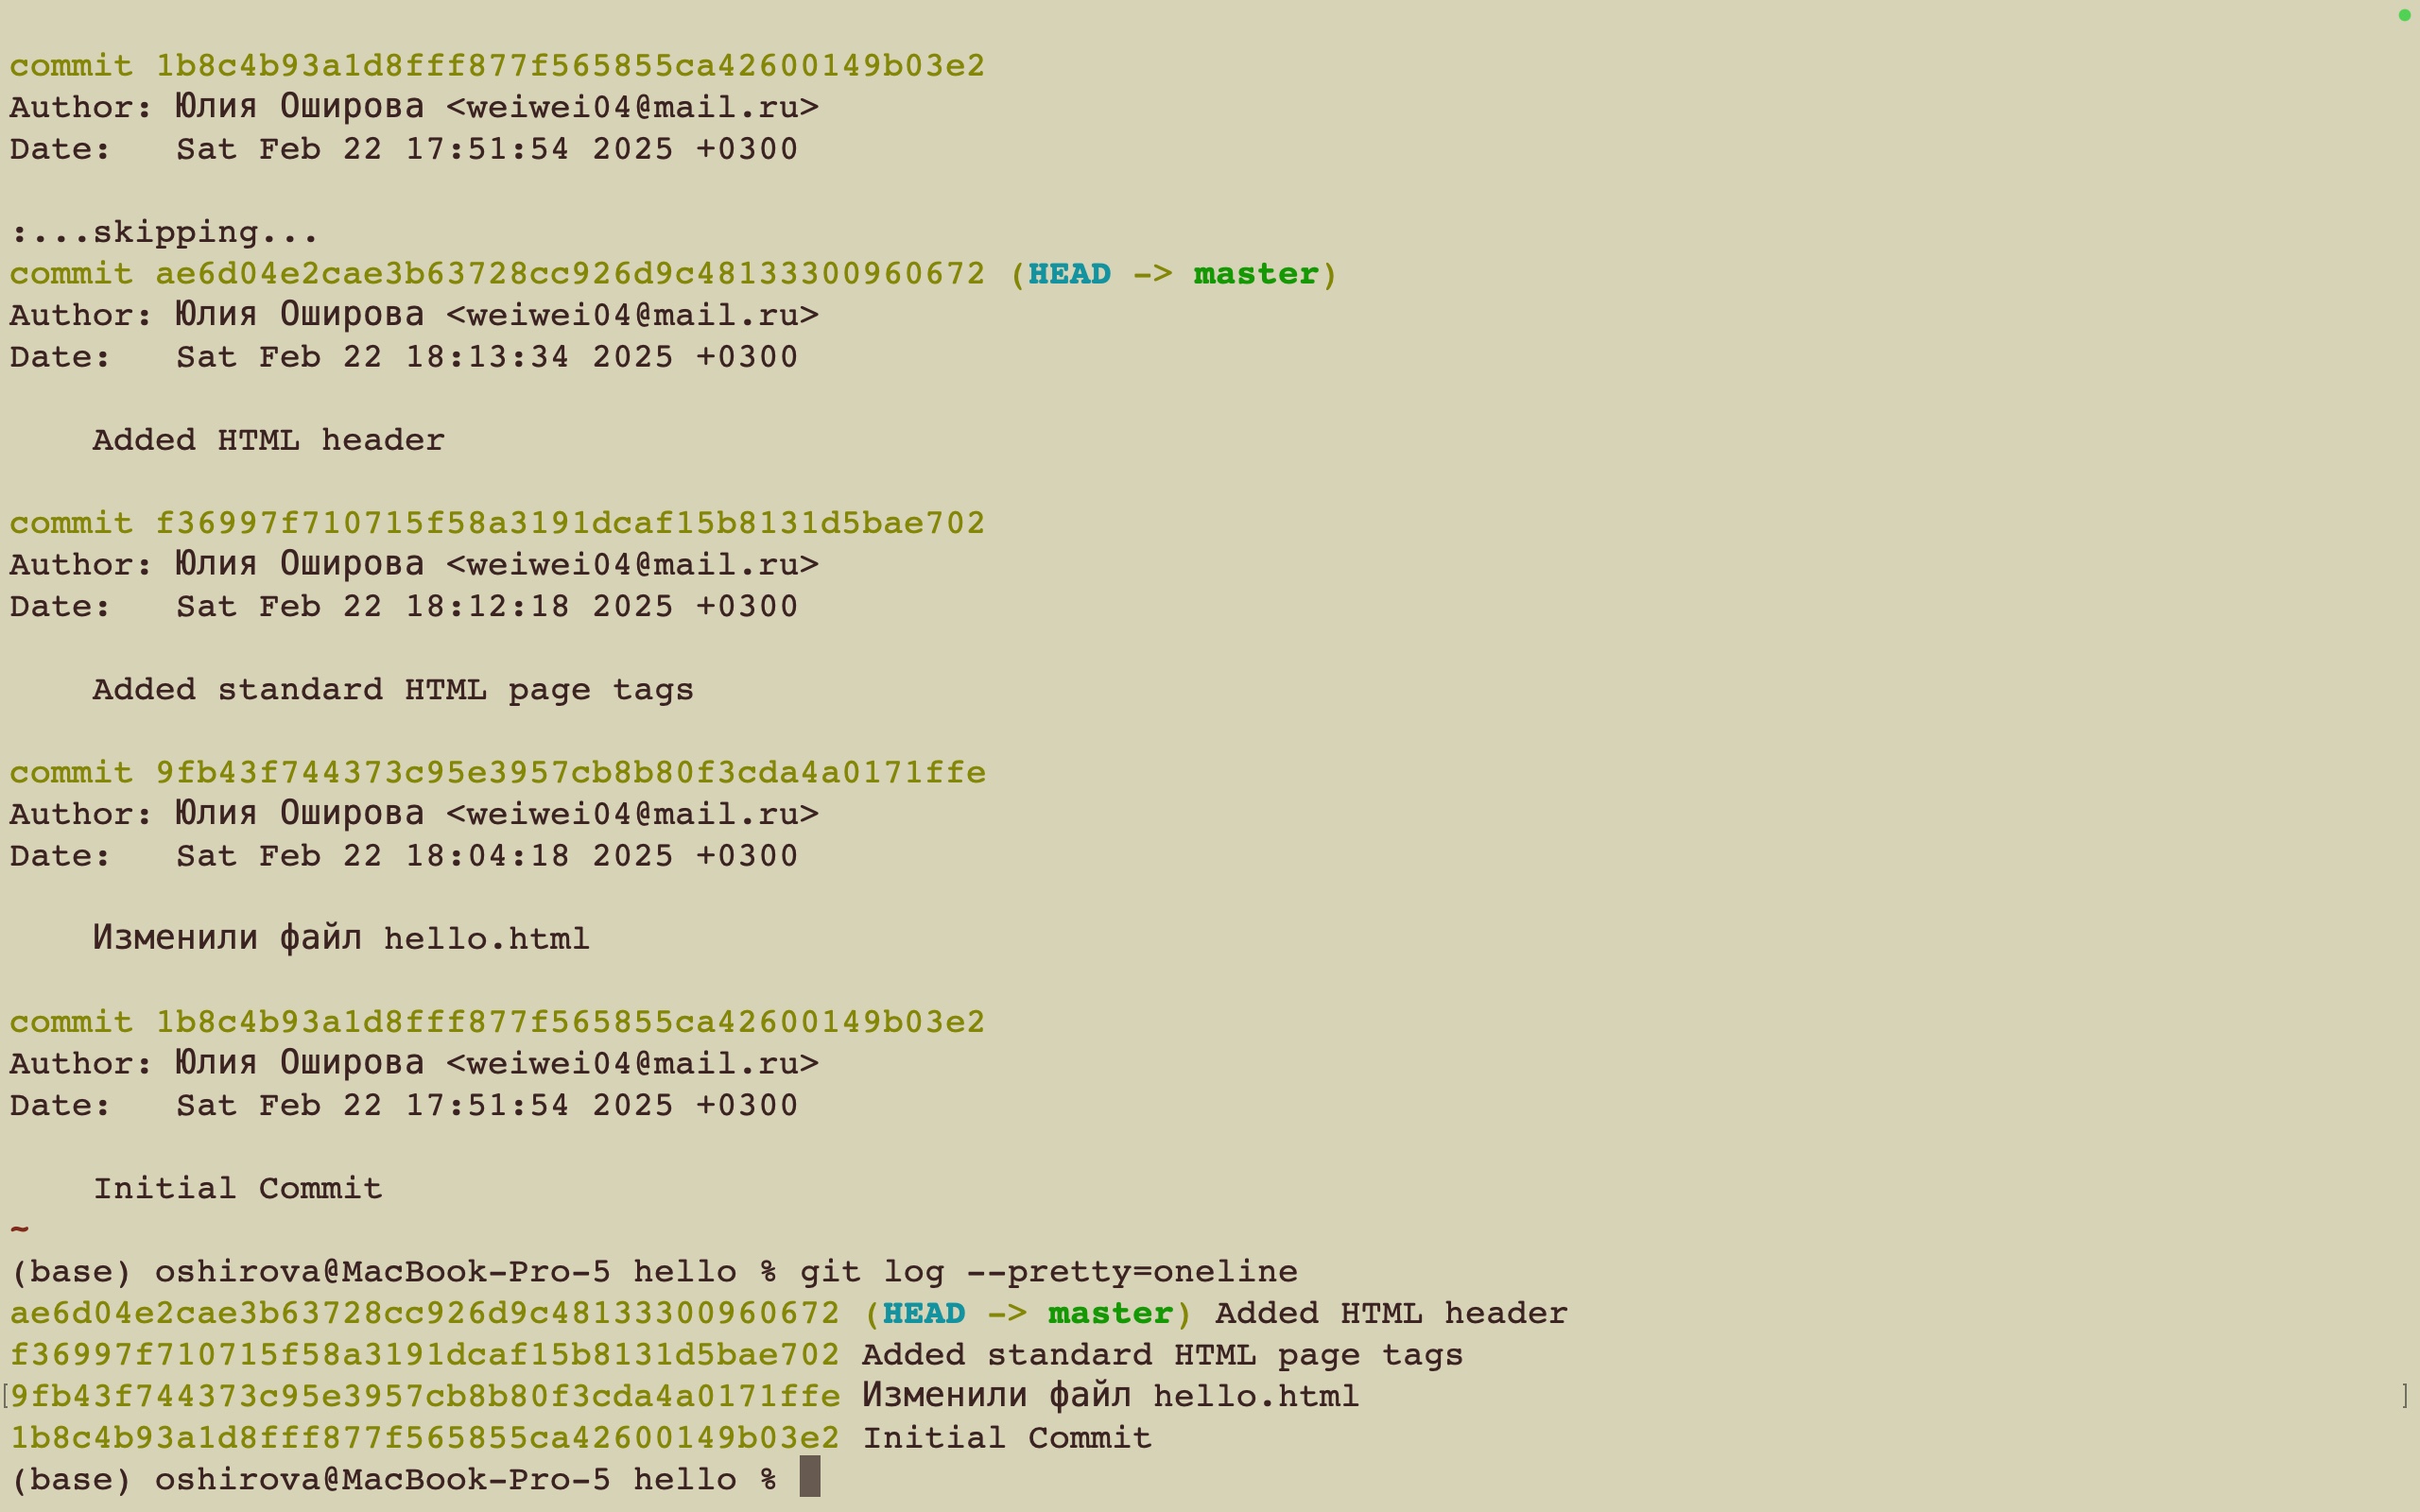 commit 1b8c4b93a1d8fff877f565855ca42600149b03e2
Author: Юлия Оширова <weiwei04@mail.ru>
Date:   Sat Feb 22 17:51:54 2025 +0300
:...skipping...
commit ae6d04e2cae3b63728cc926d9c48133300960672 (HEAD -> master)
Author: Юлия Оширова <weiwei04@mail.ru>
Date:   Sat Feb 22 18:13:34 2025 +0300
    Added HTML header
commit f36997f710715f58a3191dcaf15b8131d5bae702
Author: Юлия Оширова <weiwei04@mail.ru>
Date:   Sat Feb 22 18:12:18 2025 +0300
    Added standard HTML page tags
commit 9fb43f744373c95e3957cb8b80f3cda4a0171ffe
Author: Юлия Оширова <weiwei04@mail.ru>
Date:   Sat Feb 22 18:04:18 2025 +0300
    Изменили файл hello.html
commit 1b8c4b93a1d8fff877f565855ca42600149b03e2
Author: Юлия Оширова <weiwei04@mail.ru>
Date:   Sat Feb 22 17:51:54 2025 +0300
    Initial Commit
~
(base) oshirova@MacBook-Pro-5 hello % git log --pretty=oneline
ae6d04e2cae3b63728cc926d9c48133300960672 (HEAD -> master) Added HTML header
f36997f710715f58a3191dcaf15b8131d5bae702 Added standard HTML page tags
[9fb43f744373c95e3957cb8b80f3cda4a0171ffe Изменили файл hello.html ]
1b8c4b93a1d8fff877f565855ca42600149b03e2 Initial Commit
(base) oshirova@MacBook-Pro-5 hello %